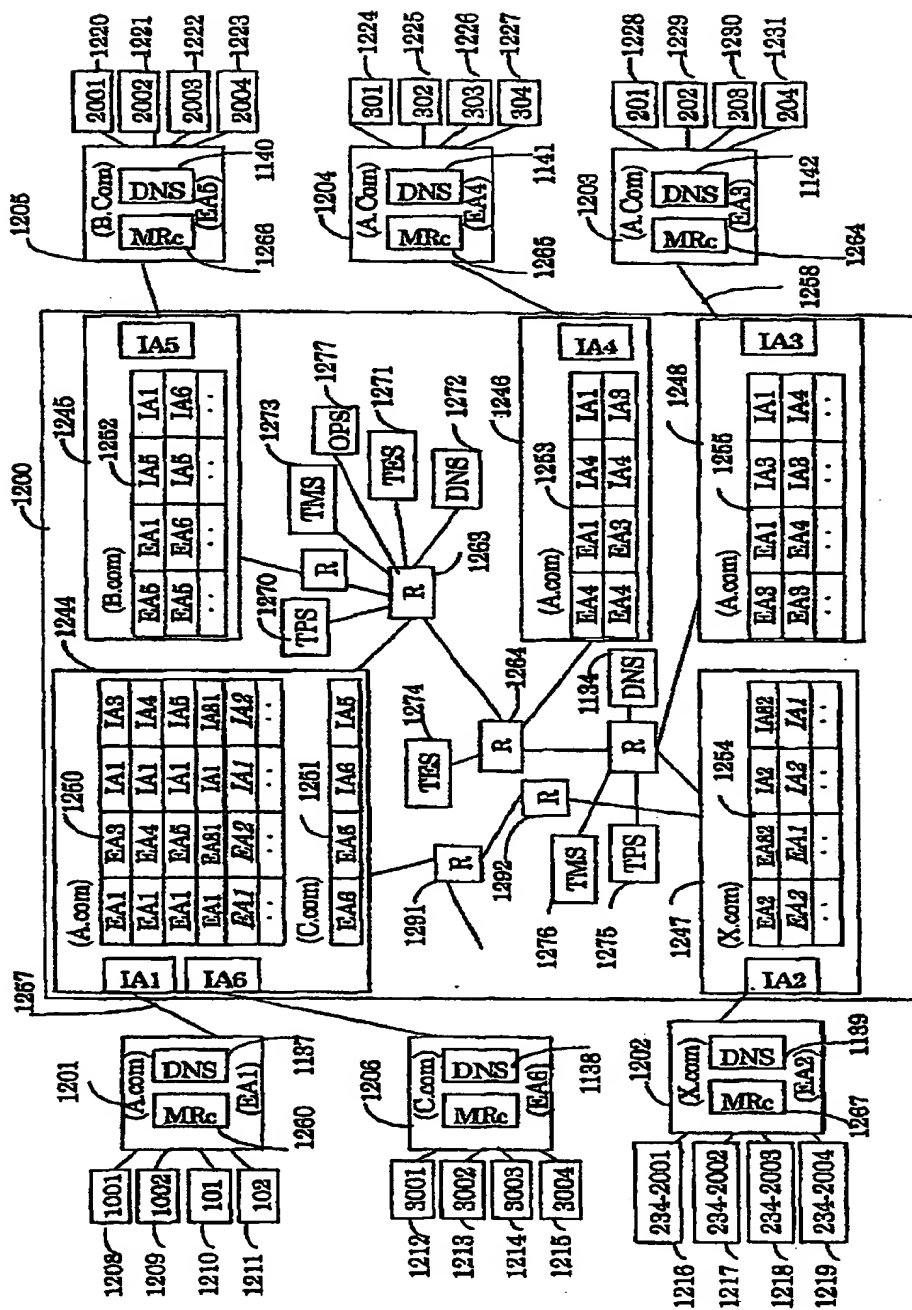 1200
1267
1201
(A.com)
MRc
DNS
(EA1)
1260
1137
1001
1002
101
102
1208
1209
1210
1211
1206
(C.com)
MRc
DNS
(EA6)
1138
3001
3002
3003
3004
1212
1213
1214
1215
1202
(X.com)
MRc
DNS
(EA2)
1267
1139
234-2001
234-2002
234-2003
234-2004
1216
1217
1218
1219
1244
IA1
IA6
(A.com)
1250
EA1 EA3 IA1 IA3
EA1 EA4 IA1 IA4
EA1 EA5 IA1 IA5
EA1 EA81 IA1 IA81
EA1 EA2 IA1 IA2
.. .. .. ..
(C.com)
1251
EA6 EA5 IA6 IA5
1245
(B.com)
1252
IA5
EA5 EA1 IA5 IA1
EA5 EA6 IA5 IA6
.. .. .. ..
1270
TPS
R
1273
TMS
OPS
1277
TES
1271
DNS
1272
R
1263
1274
TES
R
1264
1291
R
1292
R
1276
TMS
1275
TPS
R
1134
DNS
1246
(A.com)
1253
IA4
EA4 EA1 IA4 IA1
EA4 EA3 IA4 IA3
.. .. .. ..
1247
(X.com)
1254
IA2
EA2 EA82 IA2 IA82
EA2 EA1 IA2 IA1
.. .. .. ..
1248
(A.com)
1255
IA3
EA3 EA1 IA3 IA1
EA3 EA4 IA3 IA4
.. .. .. ..
1258
1205
(B.Com)
MRc
DNS
(EA5)
1266
1140
2001
2002
2003
2004
1220
1221
1222
1223
1204
(A.Com)
MRc
DNS
(EA4)
1265
1141
301
302
303
304
1224
1225
1226
1227
1203
(A.Com)
MRc
DNS
(EA3)
1264
1142
201
202
203
204
1228
1229
1230
1231